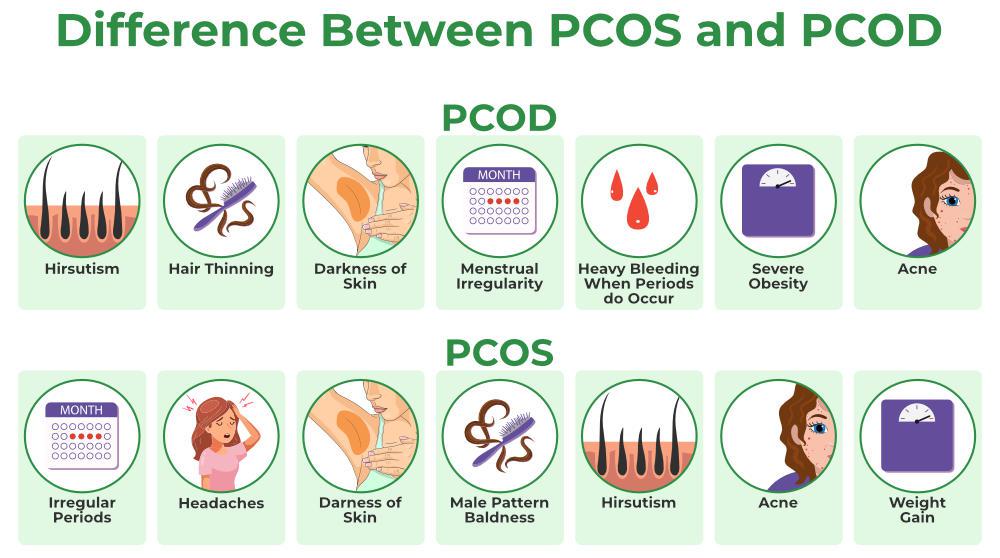 Difference Between PCOS and PCOD
PCOD
MONTH
Hirsutism
Hair Thinning
Darkness of
Skin
Menstrual
Irregularity
Heavy Bleeding
When Periods
do Occur
Severe
Obesity
Acne
PCOS
MONTH
Irregular
Periods
Headaches
Darness of
Skin
Male Pattern
Baldness
Hirsutism
Acne
Weight
Gain